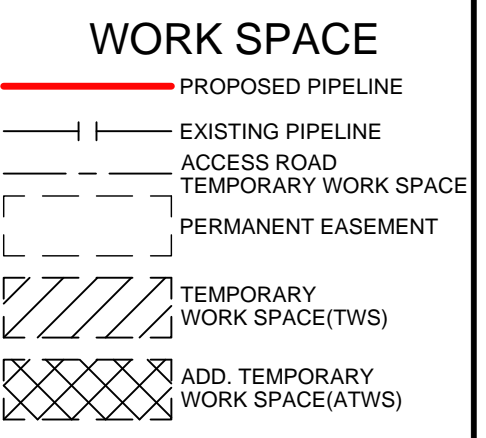 WORK SPACE
PROPOSED PIPELINE
EXISTING PIPELINE
ACCESS ROAD
TEMPORARY WORK SPACE
PERMANENT EASEMENT
TEMPORARY
WORK SPACE(TWS)
ADD. TEMPORARY
WORK SPACE(ATWS)